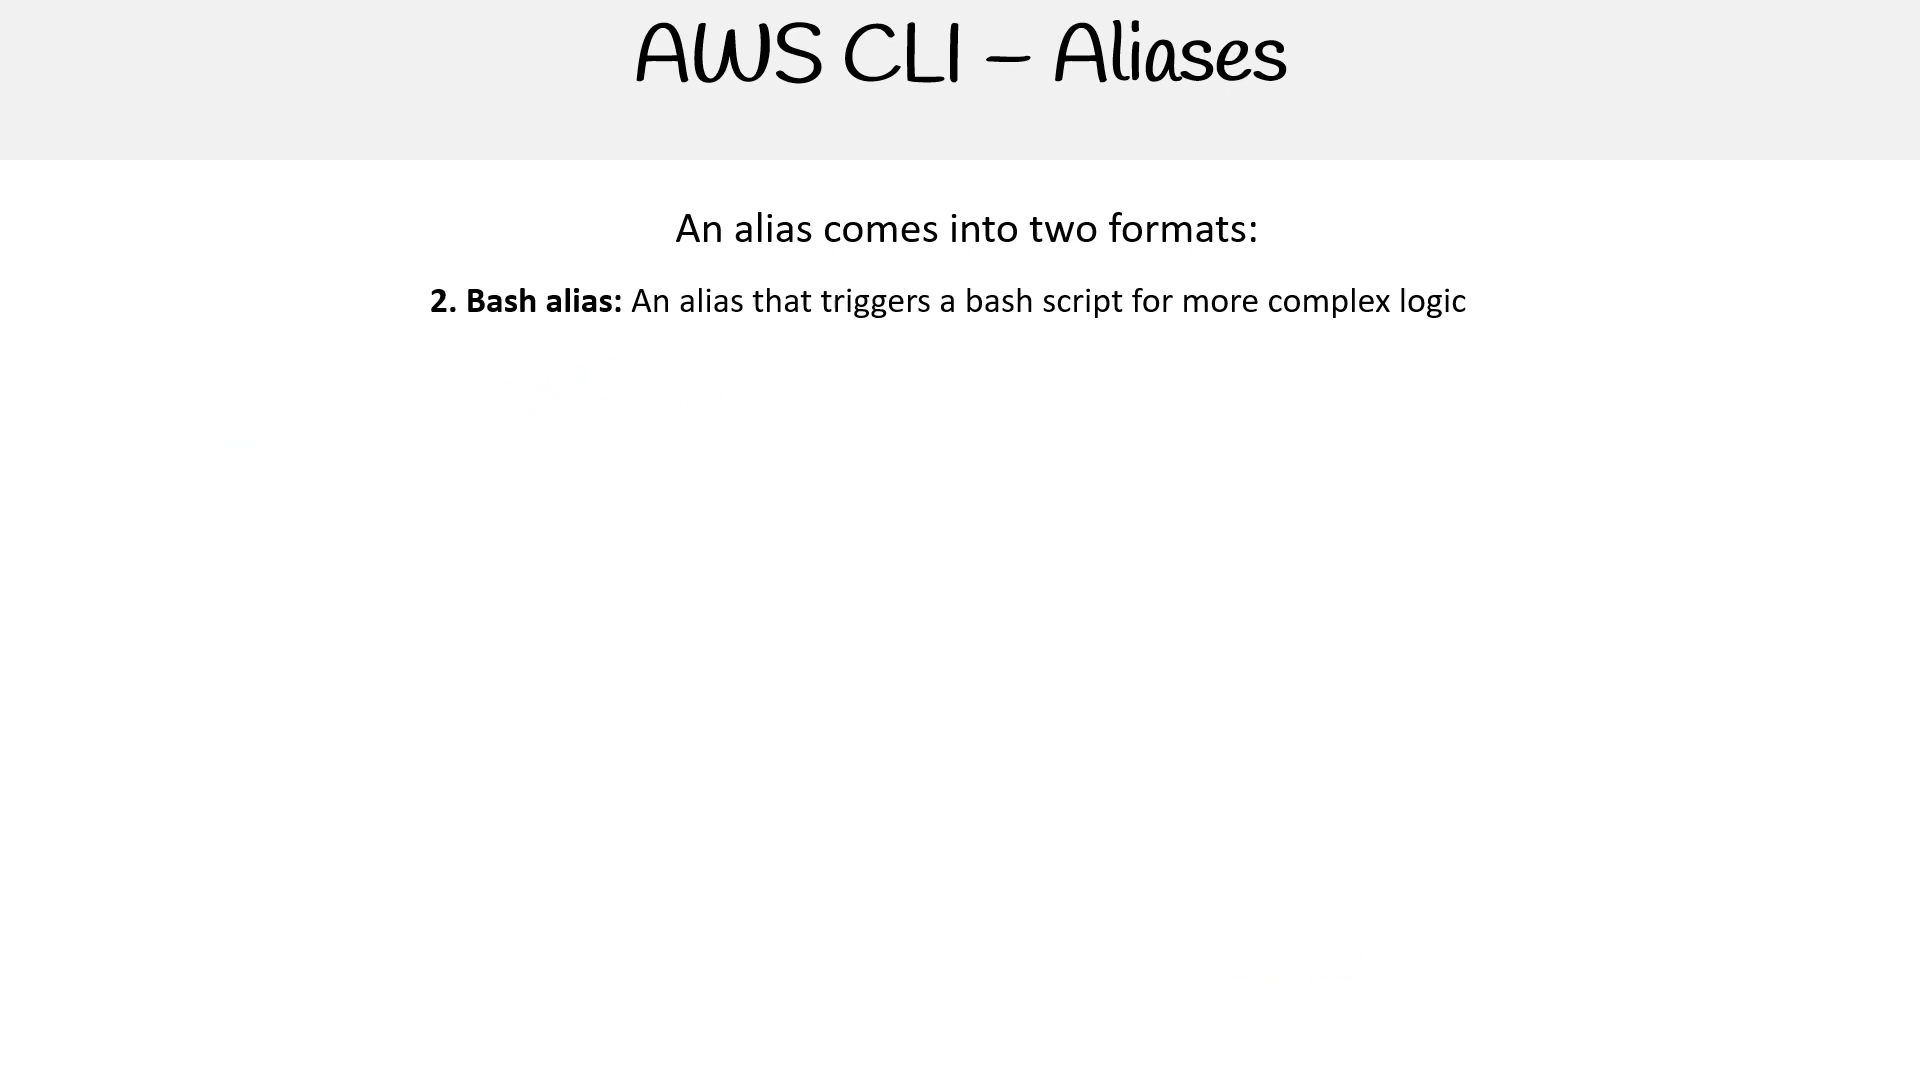 AWS CLI – Aliases
An alias comes into two formats:
2. Bash alias: An alias that triggers a bash script for more complex logic